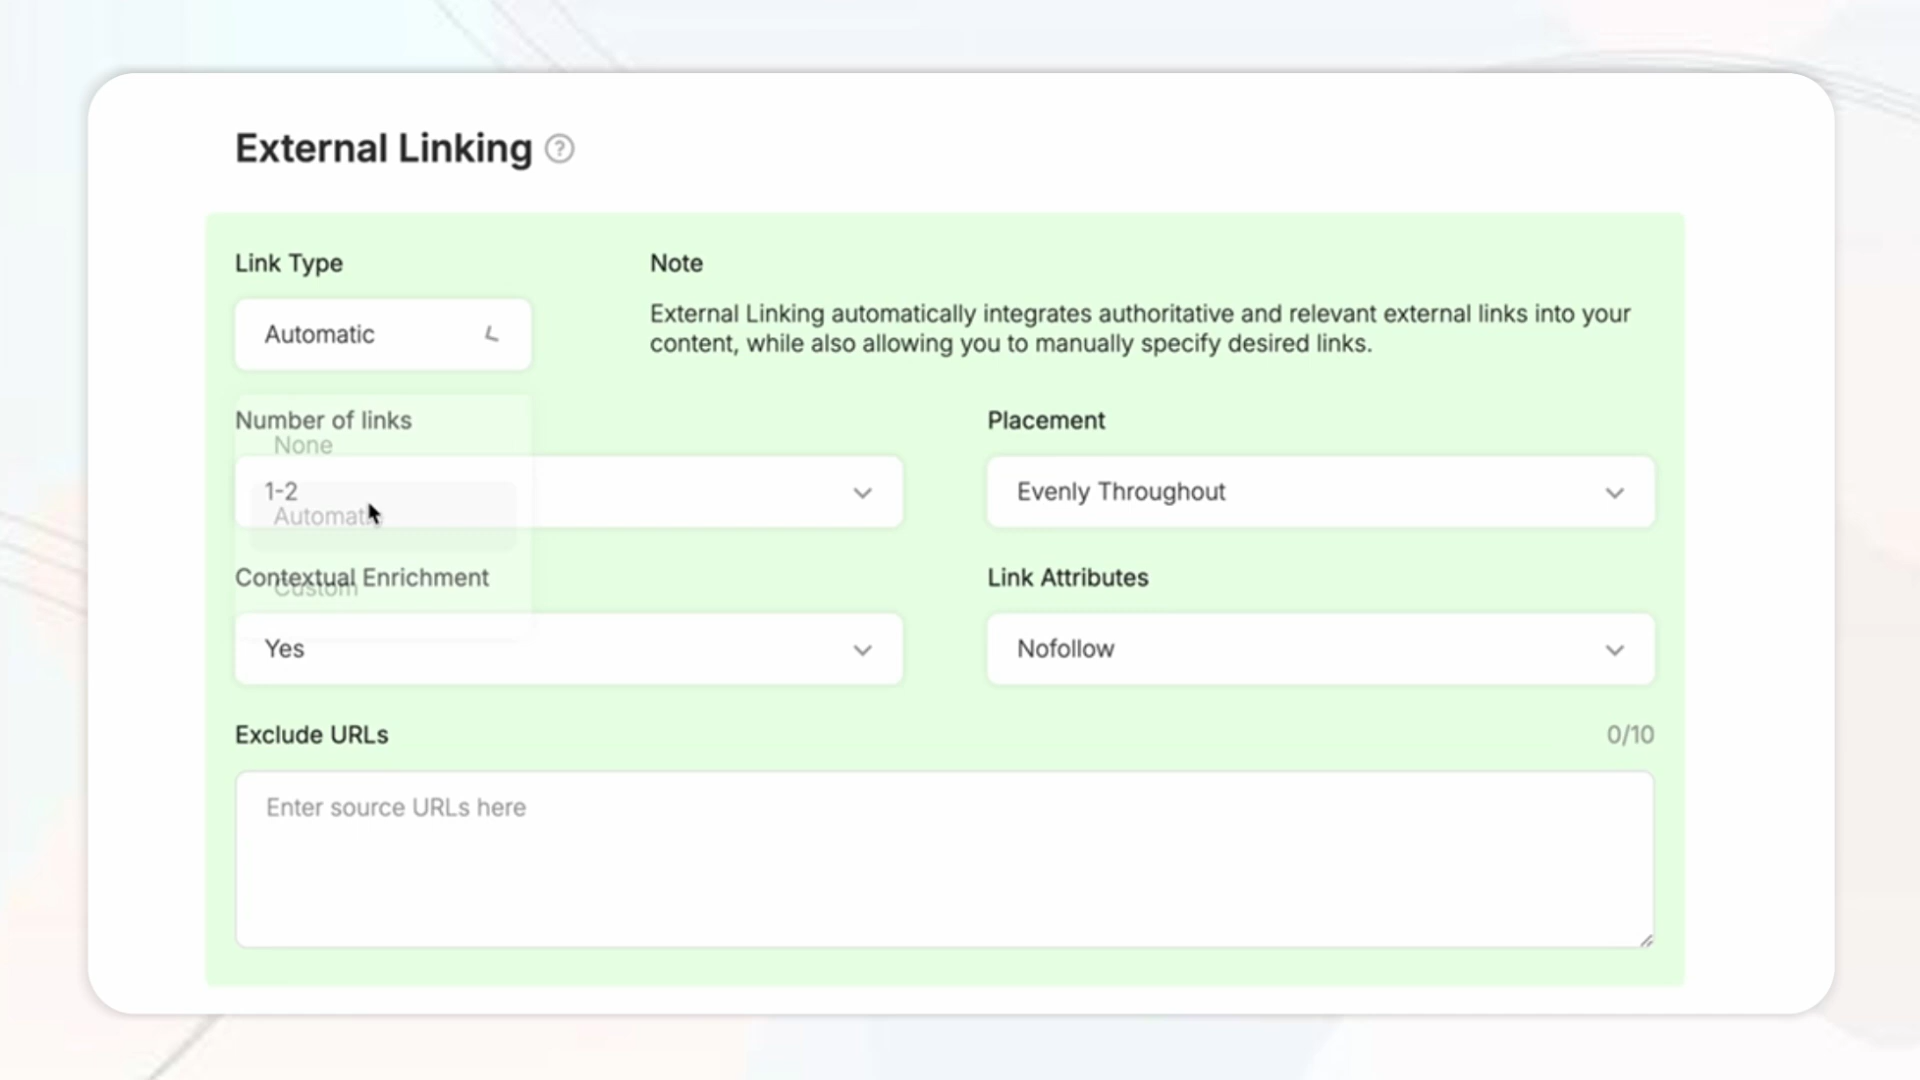 External Linking
Link Type
Note
Automatic
External Linking automatically integrates authoritative and relevant external links into your
content, while also allowing you to manually specify desired links.
Number of links
Placement
None
1-2
Evenly Throughout
Automatic
Contextual Enrichment
Link Attributes
Custom
Yes
Nofollow
Exclude URLs
0/10
Enter source URLs here